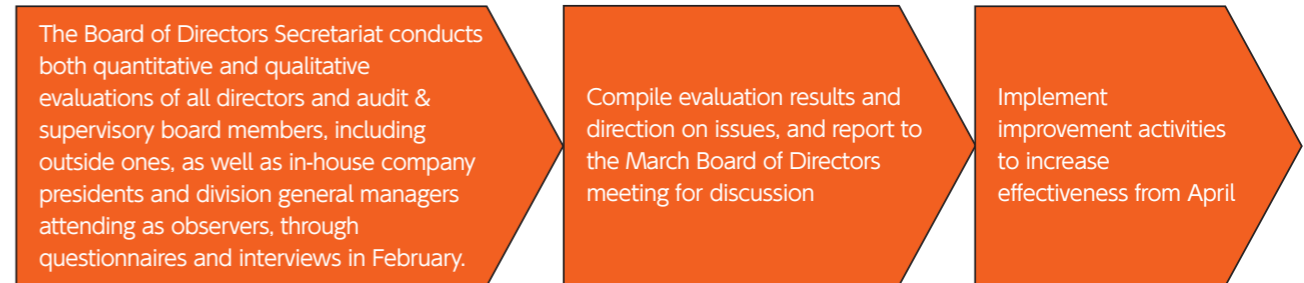 The Board of Directors Secretariat conducts
both quantitative and qualitative
evaluations of all directors and audit &
supervisory board members, including
outside ones, as well as in-house company
presidents and division general managers
attending as observers, through
questionnaires and interviews in February.
Compile evaluation results and
direction on issues, and report to
the March Board of Directors
meeting for discussion
Implement
improvement activities
to increase
effectiveness from April